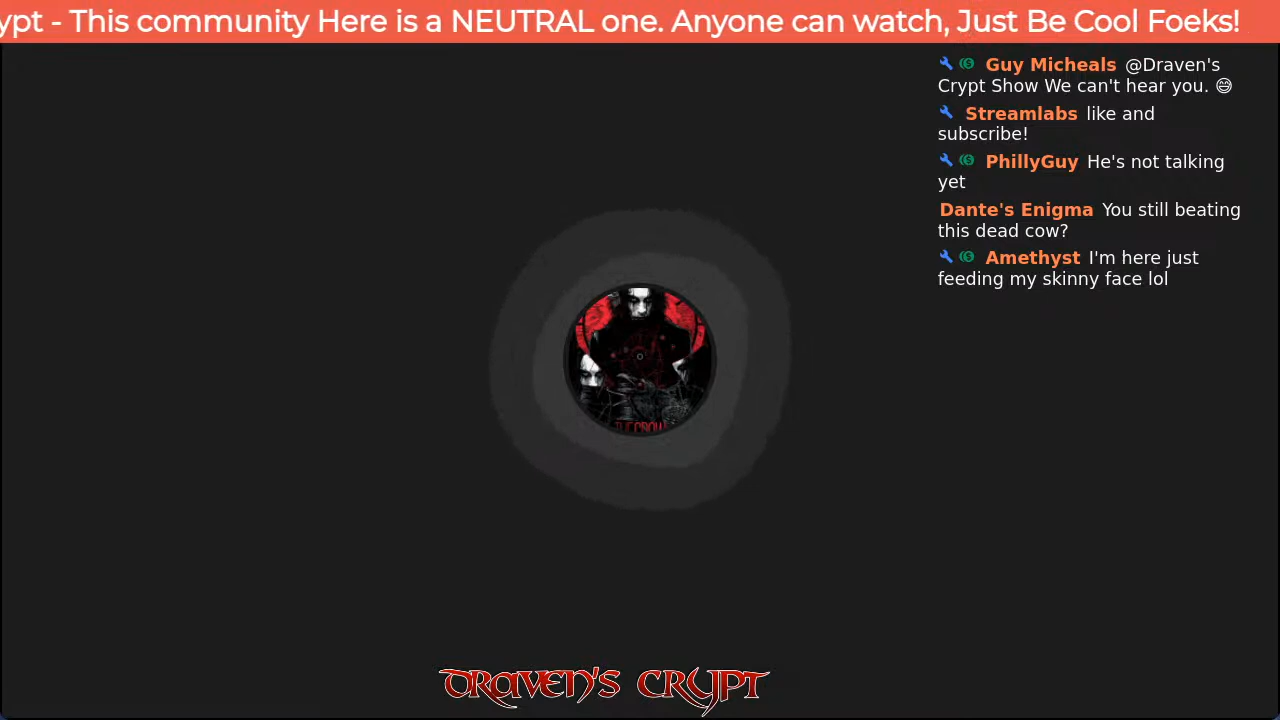 ypt - This community Here is a NEUTRAL one. Anyone can watch, Just Be Cool Foeks!
Guy Micheals @Draven's
Crypt Show We can't hear you. 😅
Streamlabs like and
subscribe!
PhillyGuy He's not talking
yet
Dante's Enigma You still beating
this dead cow?
Amethyst I'm here just
feeding my skinny face lol
THE CROW
DRAVEN'S CRYPT